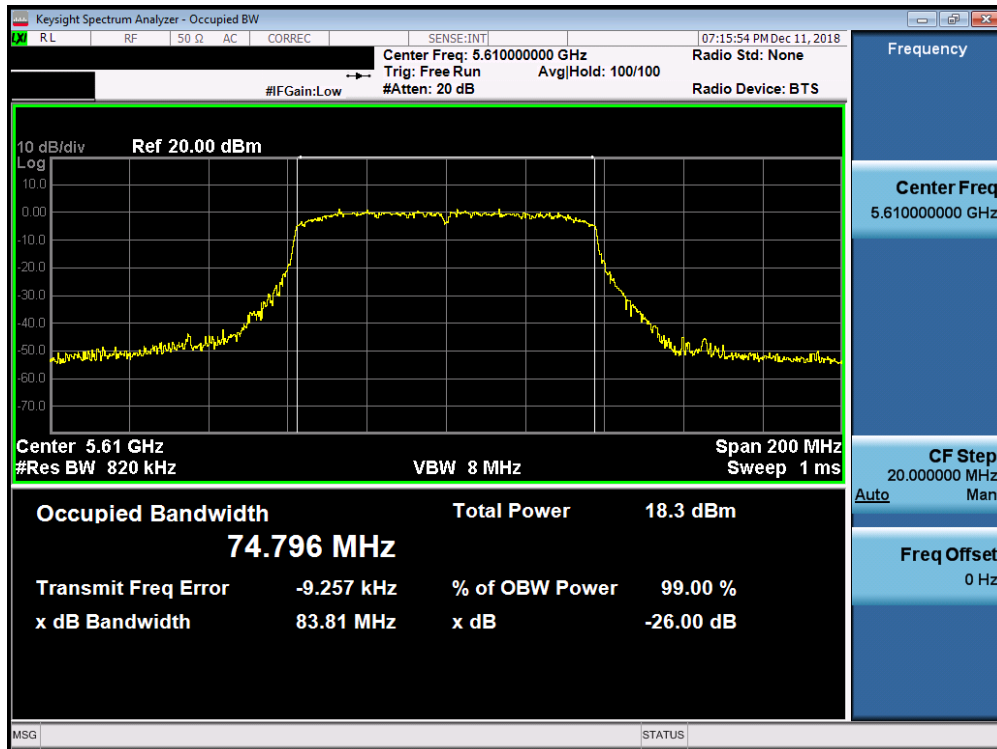 Keysight Spectrum Analyzer - Occupied BW
LXI RL RF 50 Ω AC CORREC SENSE:INT 07:15:54 PM Dec 11, 2018
Center Freq: 5.610000000 GHz Radio Std: None
Trig: Free Run Avg|Hold: 100/100
#IFGain:Low #Atten: 20 dB Radio Device: BTS
10 dB/div Ref 20.00 dBm
Log
10.0
0.00
-10.0
-20.0
-30.0
-40.0
-50.0
-60.0
-70.0
Center 5.61 GHz Span 200 MHz
#Res BW 820 kHz VBW 8 MHz Sweep 1 ms
Occupied Bandwidth Total Power 18.3 dBm
74.796 MHz
Transmit Freq Error -9.257 kHz % of OBW Power 99.00 %
x dB Bandwidth 83.81 MHz x dB -26.00 dB
MSG STATUS
Frequency
Center Freq
5.610000000 GHz
CF Step
20.000000 MHz
Auto Man
Freq Offset
0 Hz